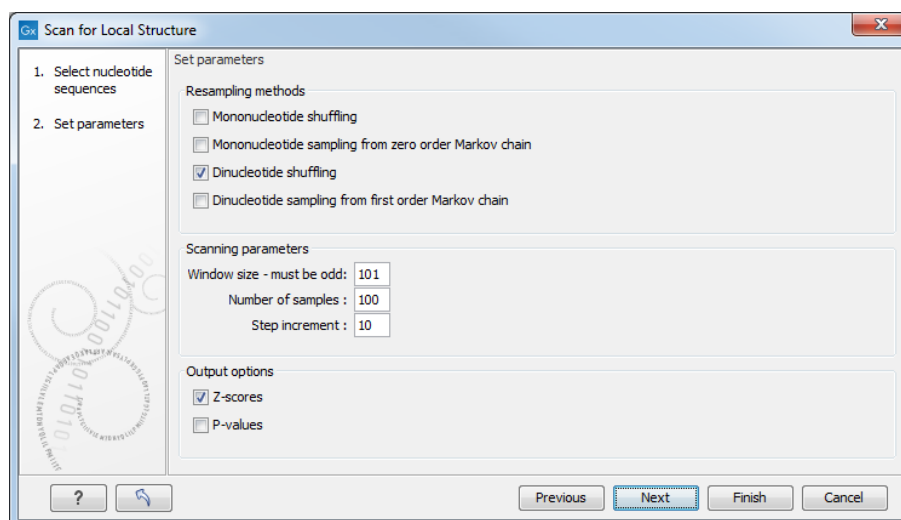 Gx Scan for Local Structure
X
1. Select nucleotide
sequences
2. Set parameters
Set parameters
Resampling methods
Mononucleotide shuffling
Mononucleotide sampling from zero order Markov chain
Dinucleotide shuffling
Dinucleotide sampling from first order Markov chain
Scanning parameters
Window size - must be odd: 101
Number of samples : 100
Step increment : 10
Output options
Z-scores
P-values
? Previous Next Finish Cancel